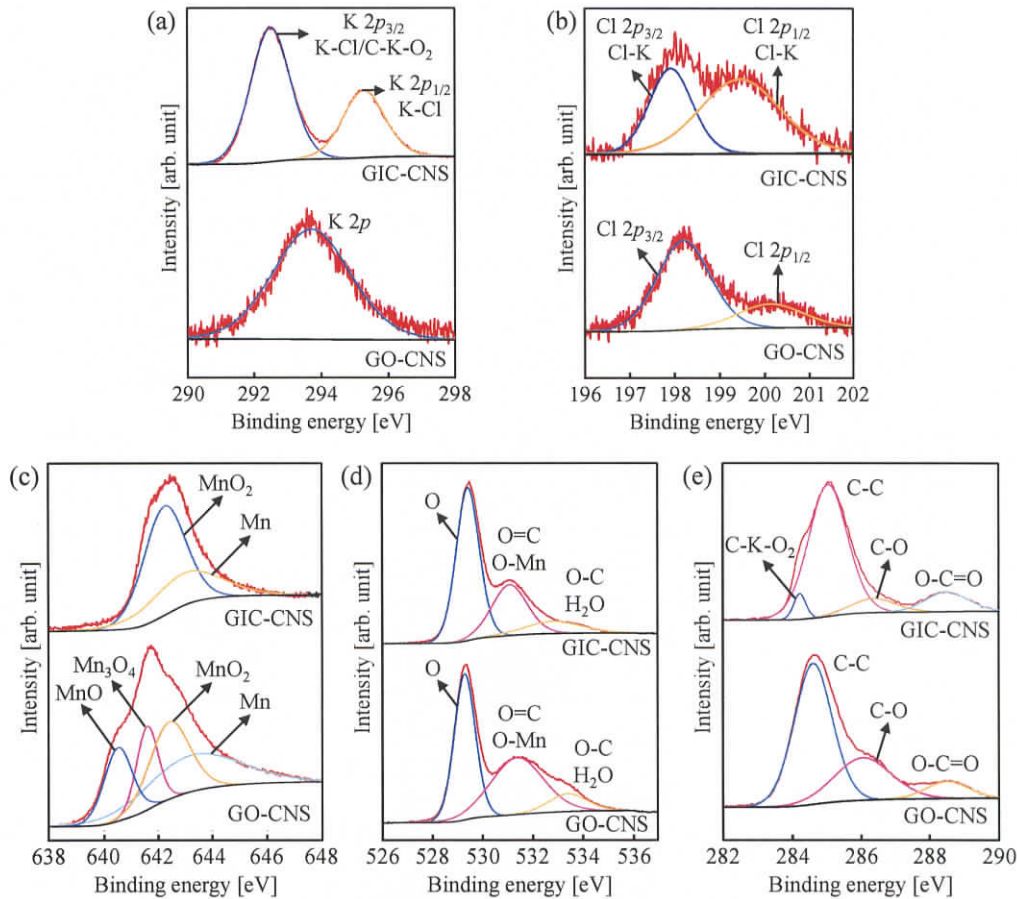 (a)
K 2p3/2
K-Cl/C-K-O2
K 2p1/2
K-Cl
GIC-CNS
K 2p
GO-CNS
Intensity [arb. unit]
290 292 294 296 298
Binding energy [eV]
(b)
Cl 2p3/2
Cl-K
Cl 2p1/2
Cl-K
GIC-CNS
Cl 2p3/2
Cl 2p1/2
GO-CNS
Intensity [arb. unit]
196 197 198 199 200 201 202
Binding energy [eV]
(c)
MnO2
Mn
GIC-CNS
Mn3O4
MnO
MnO2
Mn
GO-CNS
Intensity [arb. unit]
638 640 642 644 646 648
Binding energy [eV]
(d)
O
O=C
O-Mn
O-C
H2O
GIC-CNS
O
O=C
O-Mn
O-C
H2O
GO-CNS
Intensity [arb. unit]
526 528 530 532 534 536
Binding energy [eV]
(e)
C-C
C-K-O2
C-O
O-C=O
GIC-CNS
C-C
C-O
O-C=O
GO-CNS
Intensity [arb. unit]
282 284 286 288 290
Binding energy [eV]